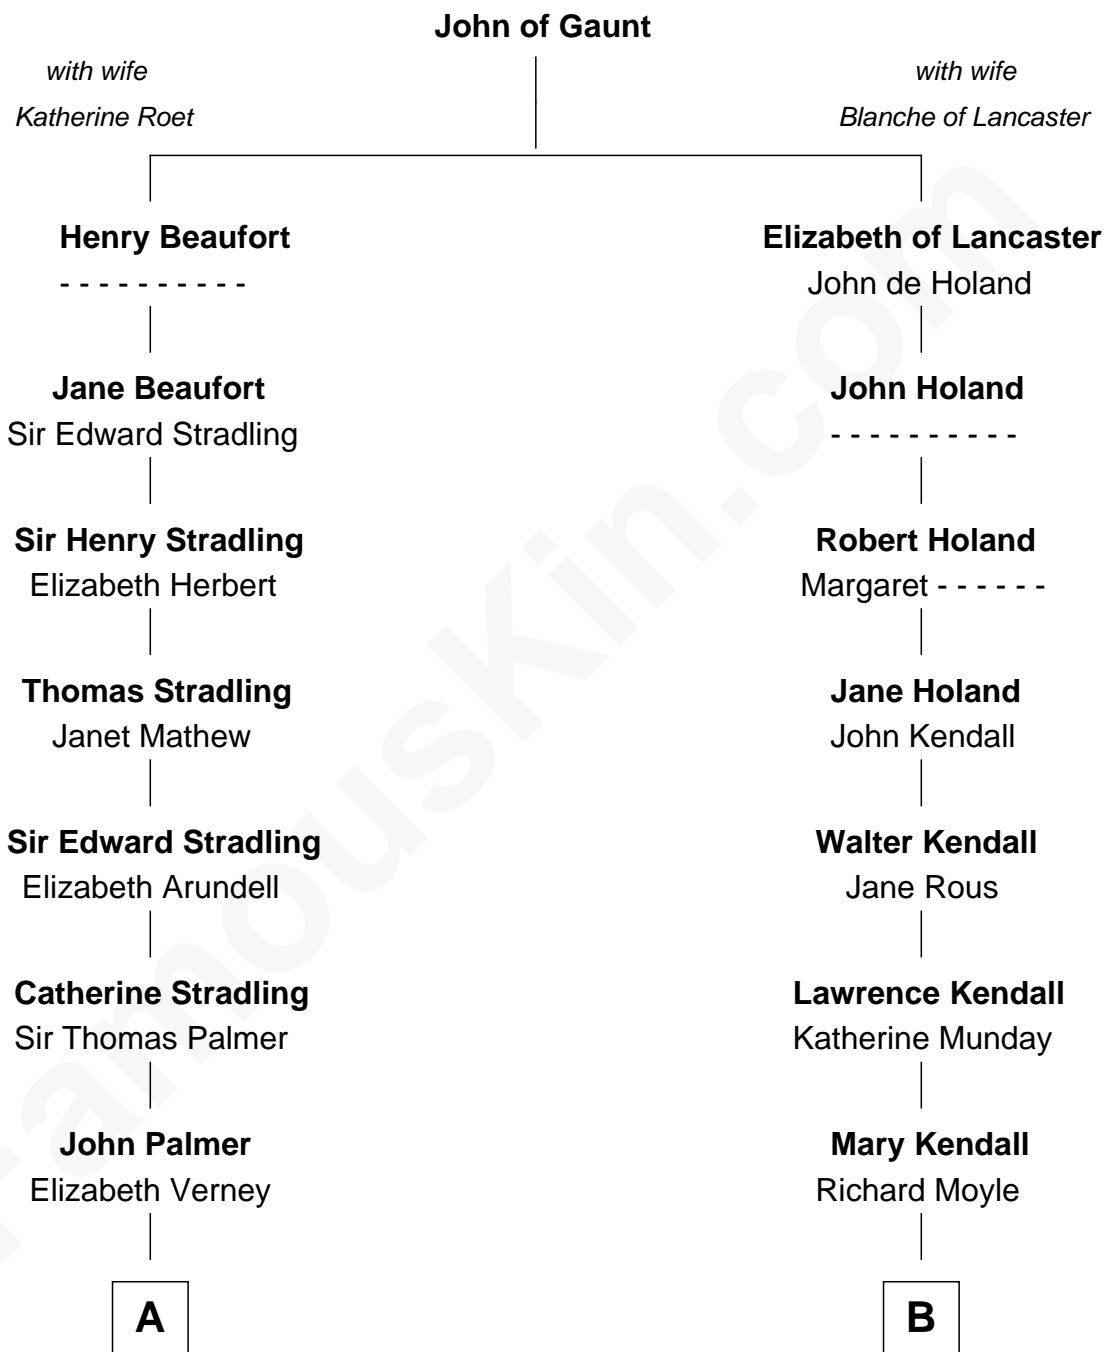 John of Gaunt
with wife
Katherine Roet
with wife
Blanche of Lancaster
Henry Beaufort
- - - - - - - - - -
Elizabeth of Lancaster
John de Holand
Jane Beaufort
Sir Edward Stradling
John Holand
- - - - - - - - - -
Sir Henry Stradling
Elizabeth Herbert
Robert Holand
Margaret - - - - - -
Thomas Stradling
Janet Mathew
Jane Holand
John Kendall
Sir Edward Stradling
Elizabeth Arundell
Walter Kendall
Jane Rous
Catherine Stradling
Sir Thomas Palmer
Lawrence Kendall
Katherine Munday
John Palmer
Elizabeth Verney
Mary Kendall
Richard Moyle
A
B
FamousKin.com